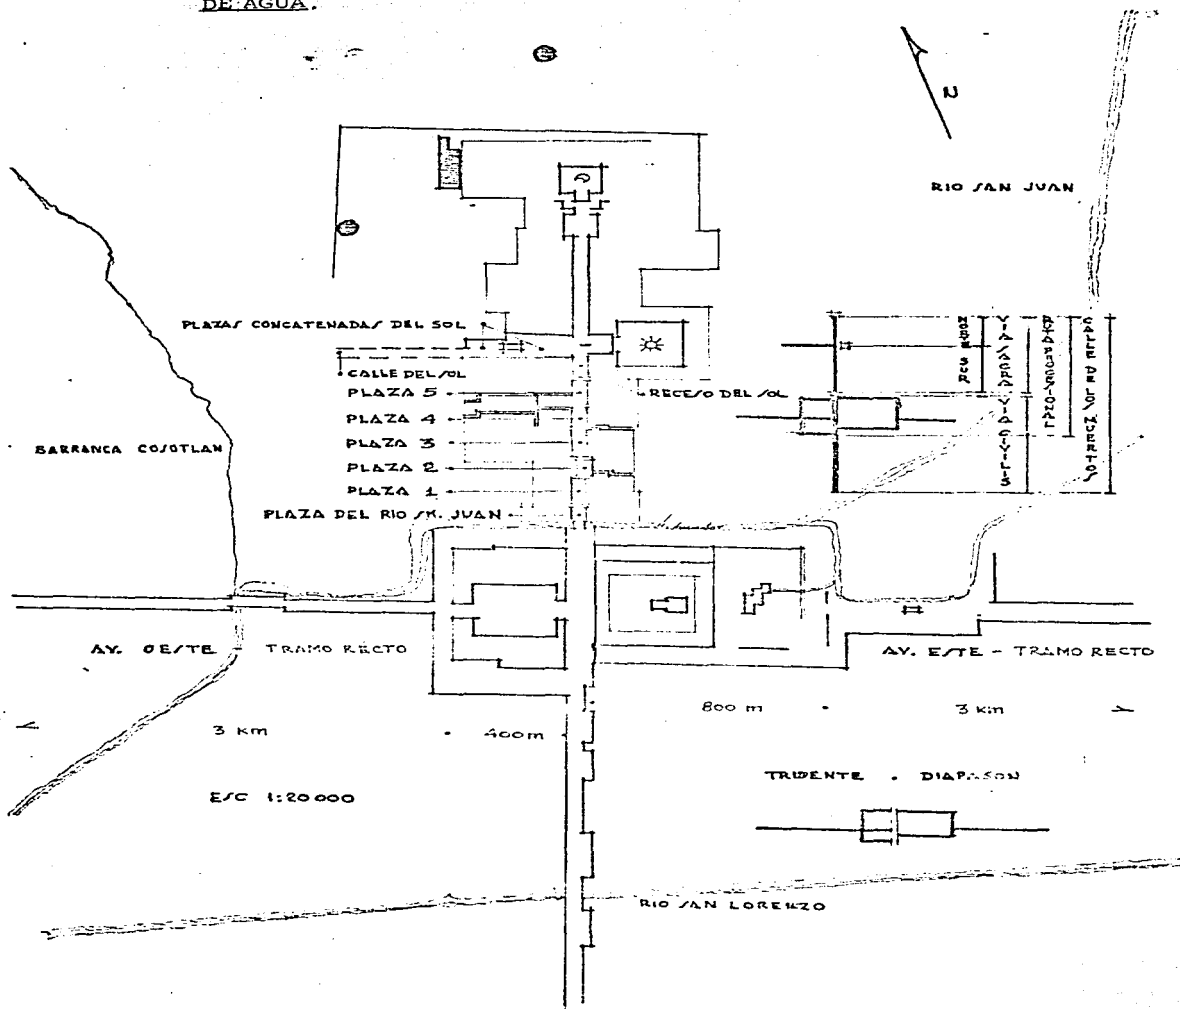 DE AGUA.
N
RIO SAN JUAN
PLAZAS CONCATENADAS DEL SOL
CALLE DEL SOL
PLAZA 5
RECESO DEL SOL
PLAZA 4
PLAZA 3
BARRANCA COSOTLAN
PLAZA 2
PLAZA 1
PLAZA DEL RIO SN. JUAN
SUR
VIA SACRA
VIA CIVILIS
RUTA PROCESIONAL
CALLE DE LOS MUERTOS
AV. OESTE TRAMO RECTO
AV. ESTE - TRAMO RECTO
3 Km
400m
800 m
3 Km
ESC 1:20000
TRIDENTE . DIAPASON
RIO SAN LORENZO